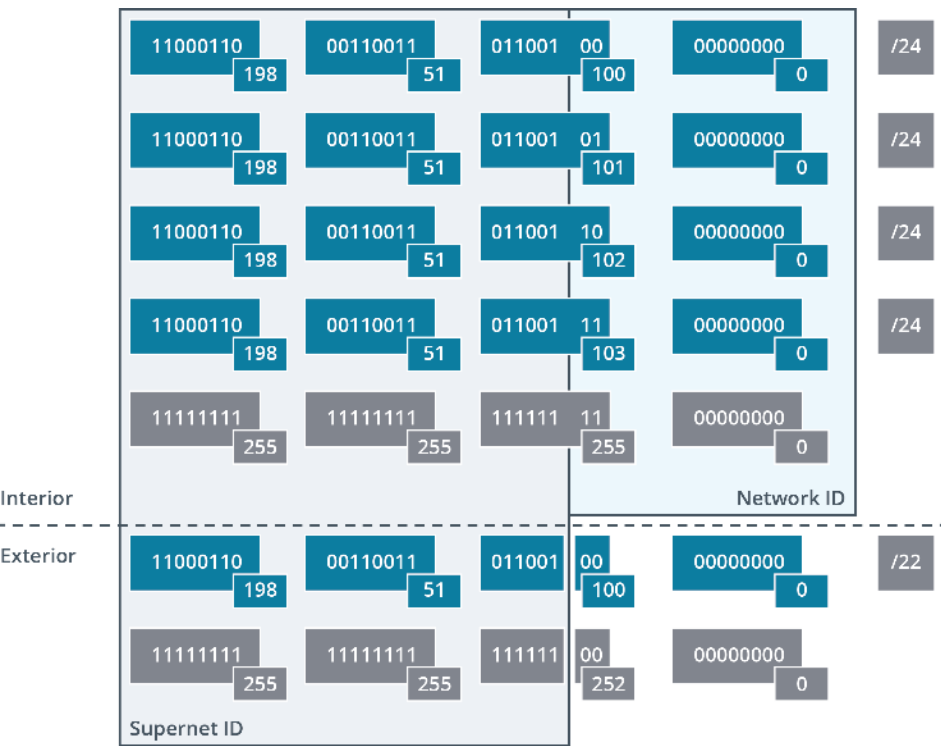 11000110 00110011 011001 00 00000000 /24
198 51 100 0
11000110 00110011 011001 01 00000000 /24
198 51 101 0
11000110 00110011 011001 10 00000000 /24
198 51 102 0
11000110 00110011 011001 11 00000000 /24
198 51 103 0
11111111 11111111 111111 11 00000000
255 255 255 0
Interior Network ID
Exterior
11000110 00110011 011001 00 00000000 /22
198 51 100 0
11111111 11111111 111111 00 00000000
255 255 252 0
Supernet ID